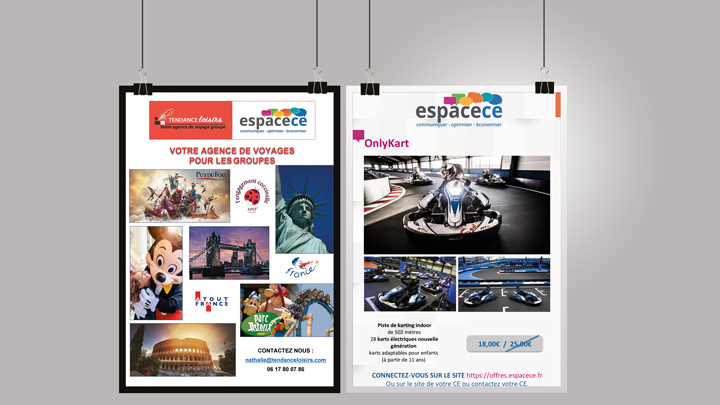 TENDANCE loisirs
Votre agence de voyage groupe
espacece
communiquer - optimiser - économiser
VOTRE AGENCE DE VOYAGES
POUR LES GROUPES
PUY DU FOU
l'engagement coccinelle
APST
France
ATOUT
FRANCE
Parc
Astérix
CONTACTEZ NOUS :
nathalie@tendanceloisirs.com
06 17 80 07 86
espacece
communiquer - optimiser - économiser
OnlyKart
Piste de karting indoor
de 502 mètres
28 karts électriques nouvelle
génération
karts adaptables pour enfants
(à partir de 11 ans)
18,00€ / 25,00€
CONNECTEZ-VOUS SUR LE SITE https://offres.espacece.fr
Ou sur le site de votre CE ou contactez votre CE.